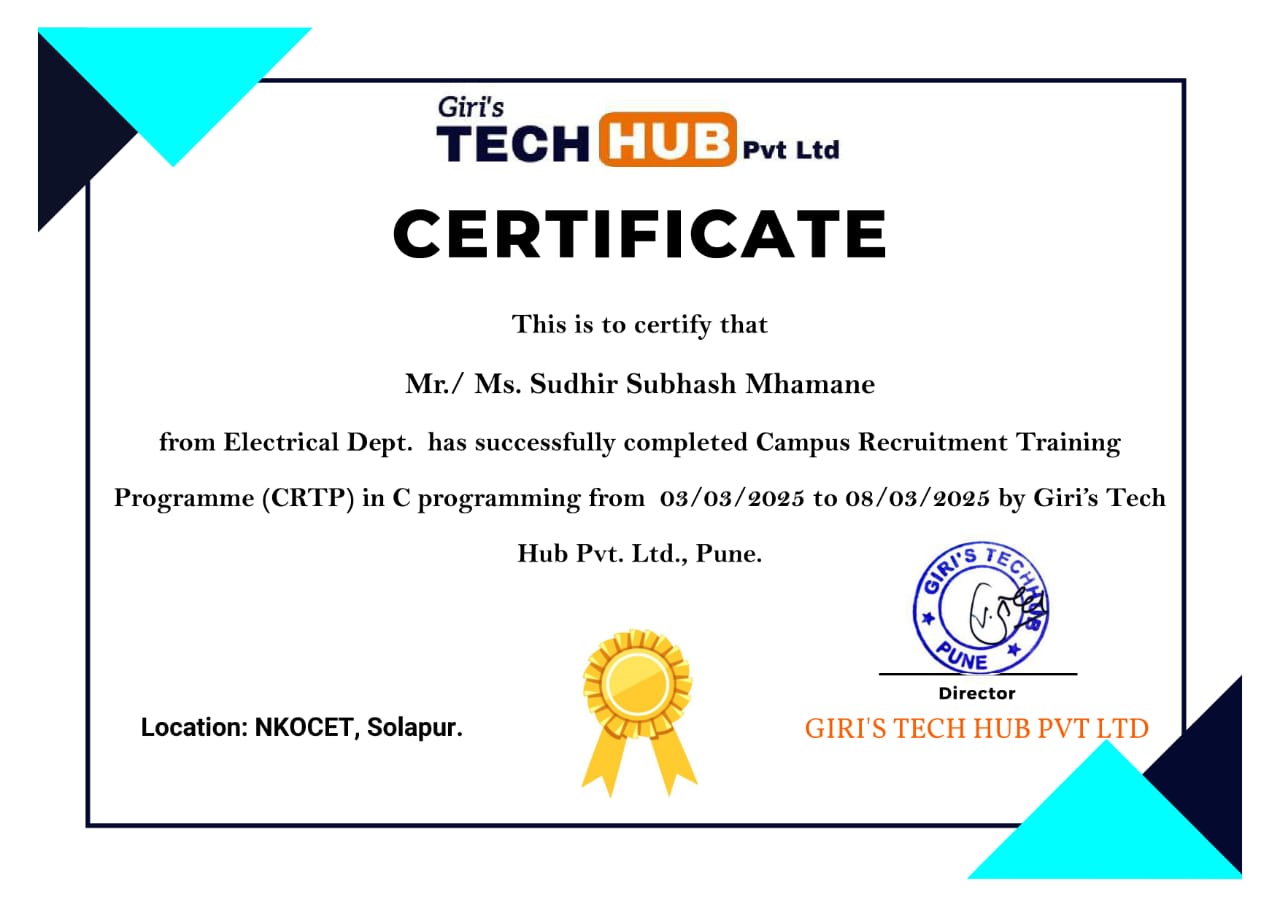 Giri's
TECH HUB Pvt Ltd
CERTIFICATE
This is to certify that
Mr./ Ms. Sudhir Subhash Mhamane
from Electrical Dept.  has successfully completed Campus Recruitment Training
Programme (CRTP) in C programming from  03/03/2025 to 08/03/2025 by Giri’s Tech
Hub Pvt. Ltd., Pune.
GIRI'S TECHHUB
PUNE
Director
Location: NKOCET, Solapur.
GIRI'S TECH HUB PVT LTD